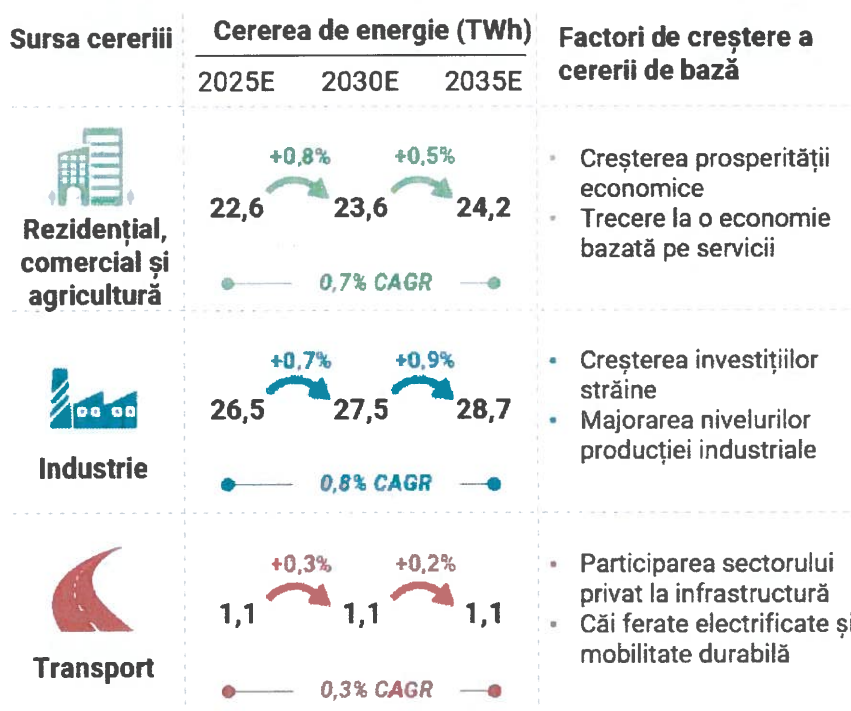 Sursa cereriii
Cererea de energie (TWh)
Factori de creștere a
cererii de bază
2025E 2030E 2035E
Rezidențial,
comercial și
agricultură
+0,8% +0,5%
22,6 23,6 24,2
0,7% CAGR
• Creșterea prosperității
economice
• Trecere la o economie
bazată pe servicii
Industrie
+0,7% +0,9%
26,5 27,5 28,7
0,8% CAGR
• Creșterea investițiilor
străine
• Majorarea nivelurilor
producției industriale
Transport
+0,3% +0,2%
1,1 1,1 1,1
0,3% CAGR
• Participarea sectorului
privat la infrastructură
• Căi ferate electrificate și
mobilitate durabilă